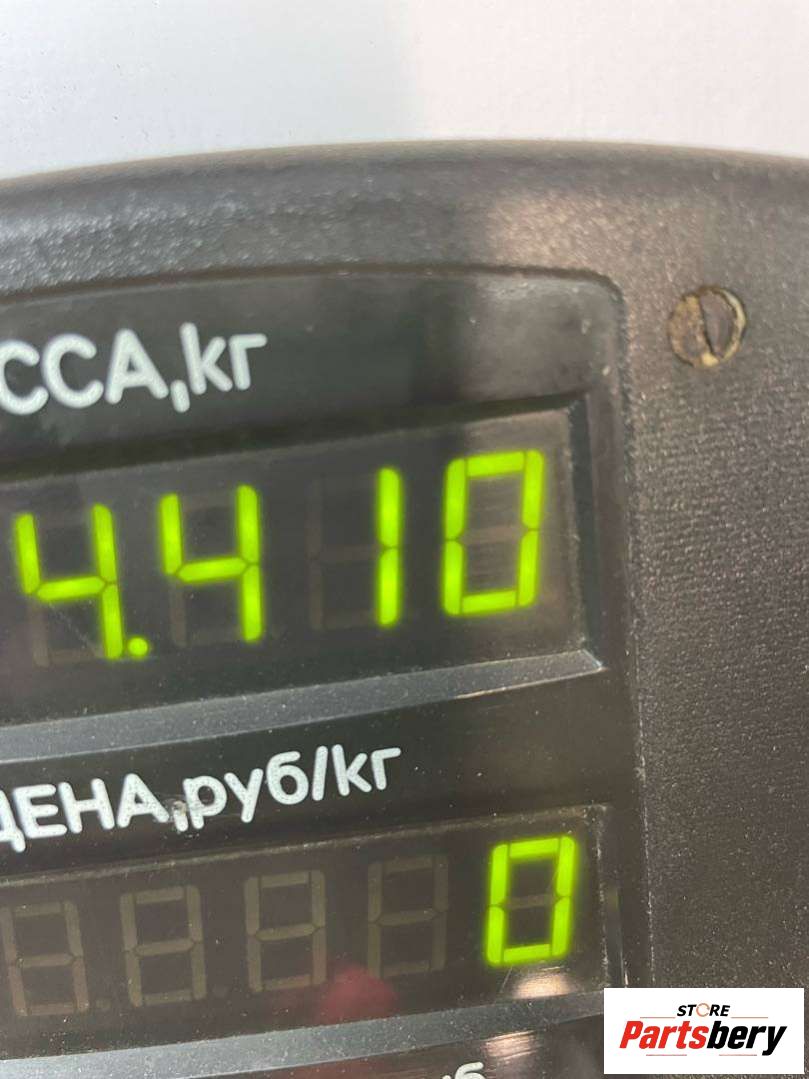 ССА,кг
4.410
ЦЕНА,руб/кг
0
б
STORE
Partsbery